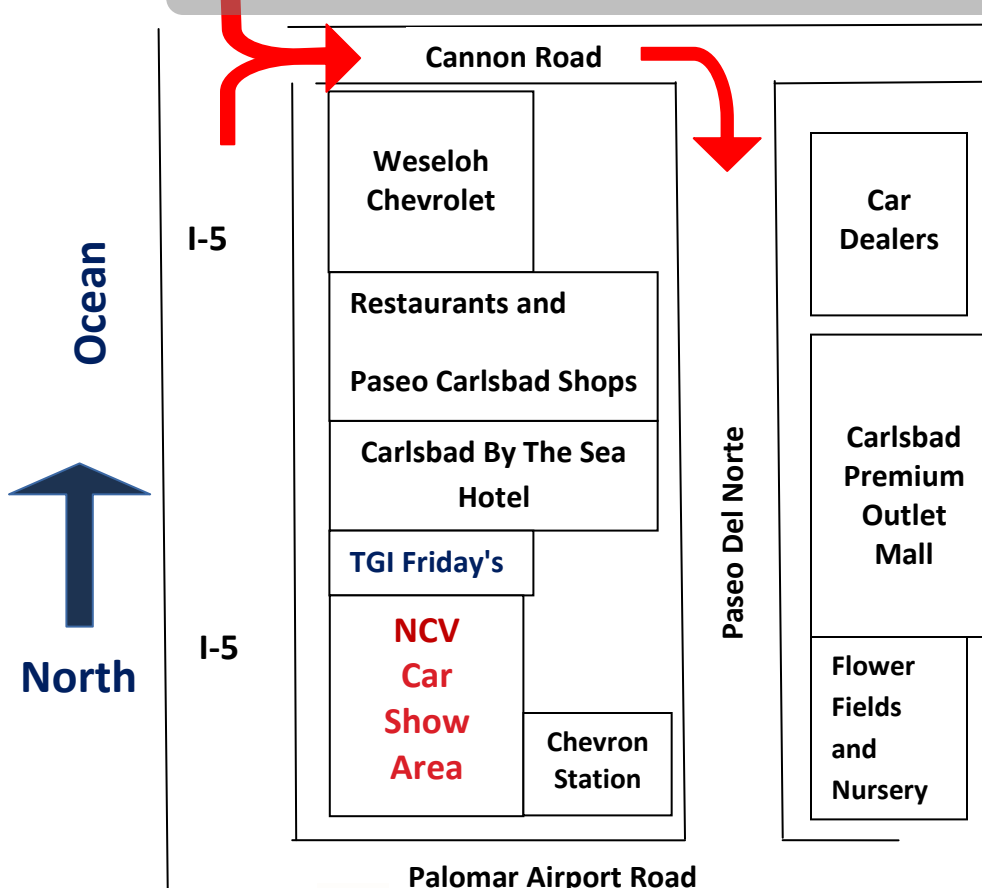 Cannon Road
Weseloh
Chevrolet
Car
Dealers
I-5
Ocean
Restaurants and
Paseo Carlsbad Shops
Carlsbad By The Sea
Hotel
Paseo Del Norte
Carlsbad
Premium
Outlet
Mall
TGI Friday's
NCV
Car
Show
Area
I-5
North
Chevron
Station
Flower
Fields
and
Nursery
Palomar Airport Road